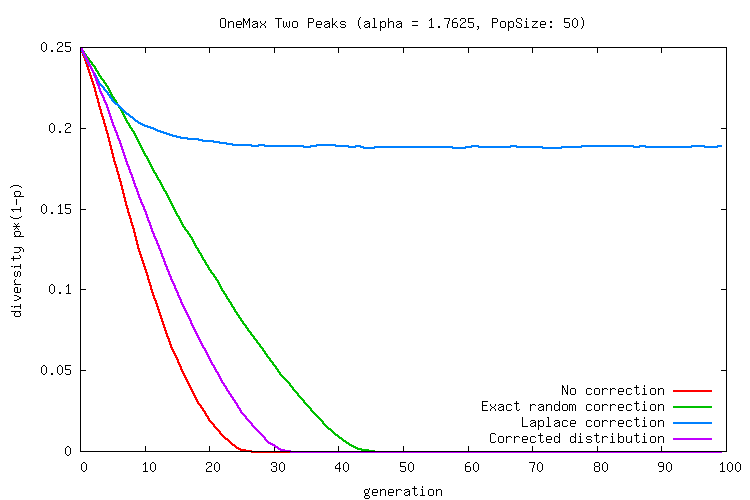 OneMax Two Peaks (alpha = 1.7625, PopSize: 50)
0.25
0.2
0.15
0.1
0.05
0
diversity p*(1-p)
No correction
Exact random correction
Laplace correction
Corrected distribution
0 10 20 30 40 50 60 70 80 90 100
generation